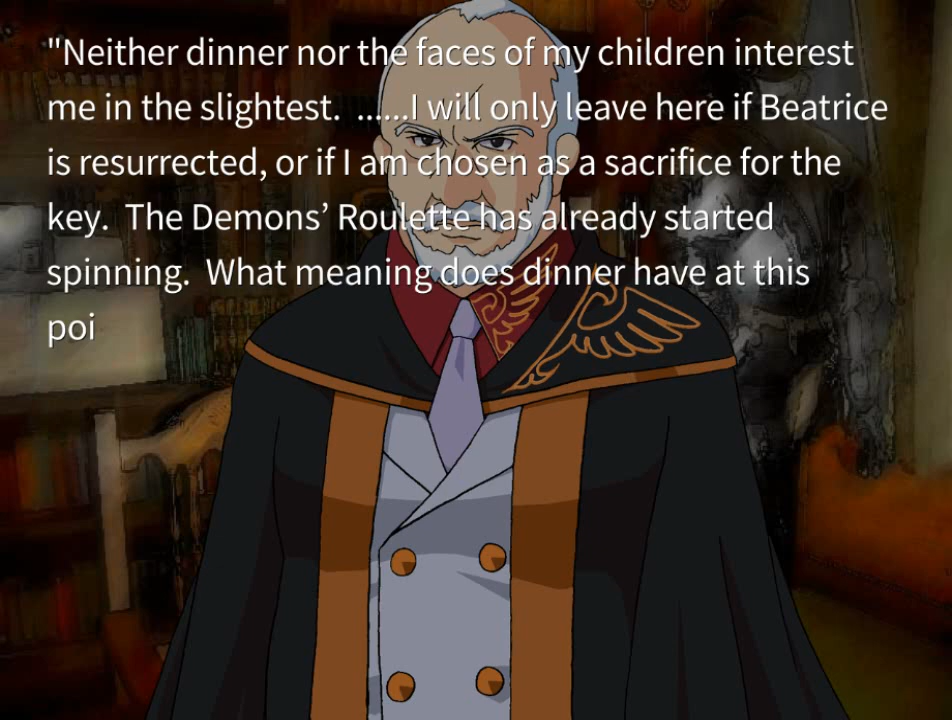 "Neither dinner nor the faces of my children interest
me in the slightest.  ......I will only leave here if Beatrice
is resurrected, or if I am chosen as a sacrifice for the
key.  The Demons’ Roulette has already started
spinning.  What meaning does dinner have at this
poi